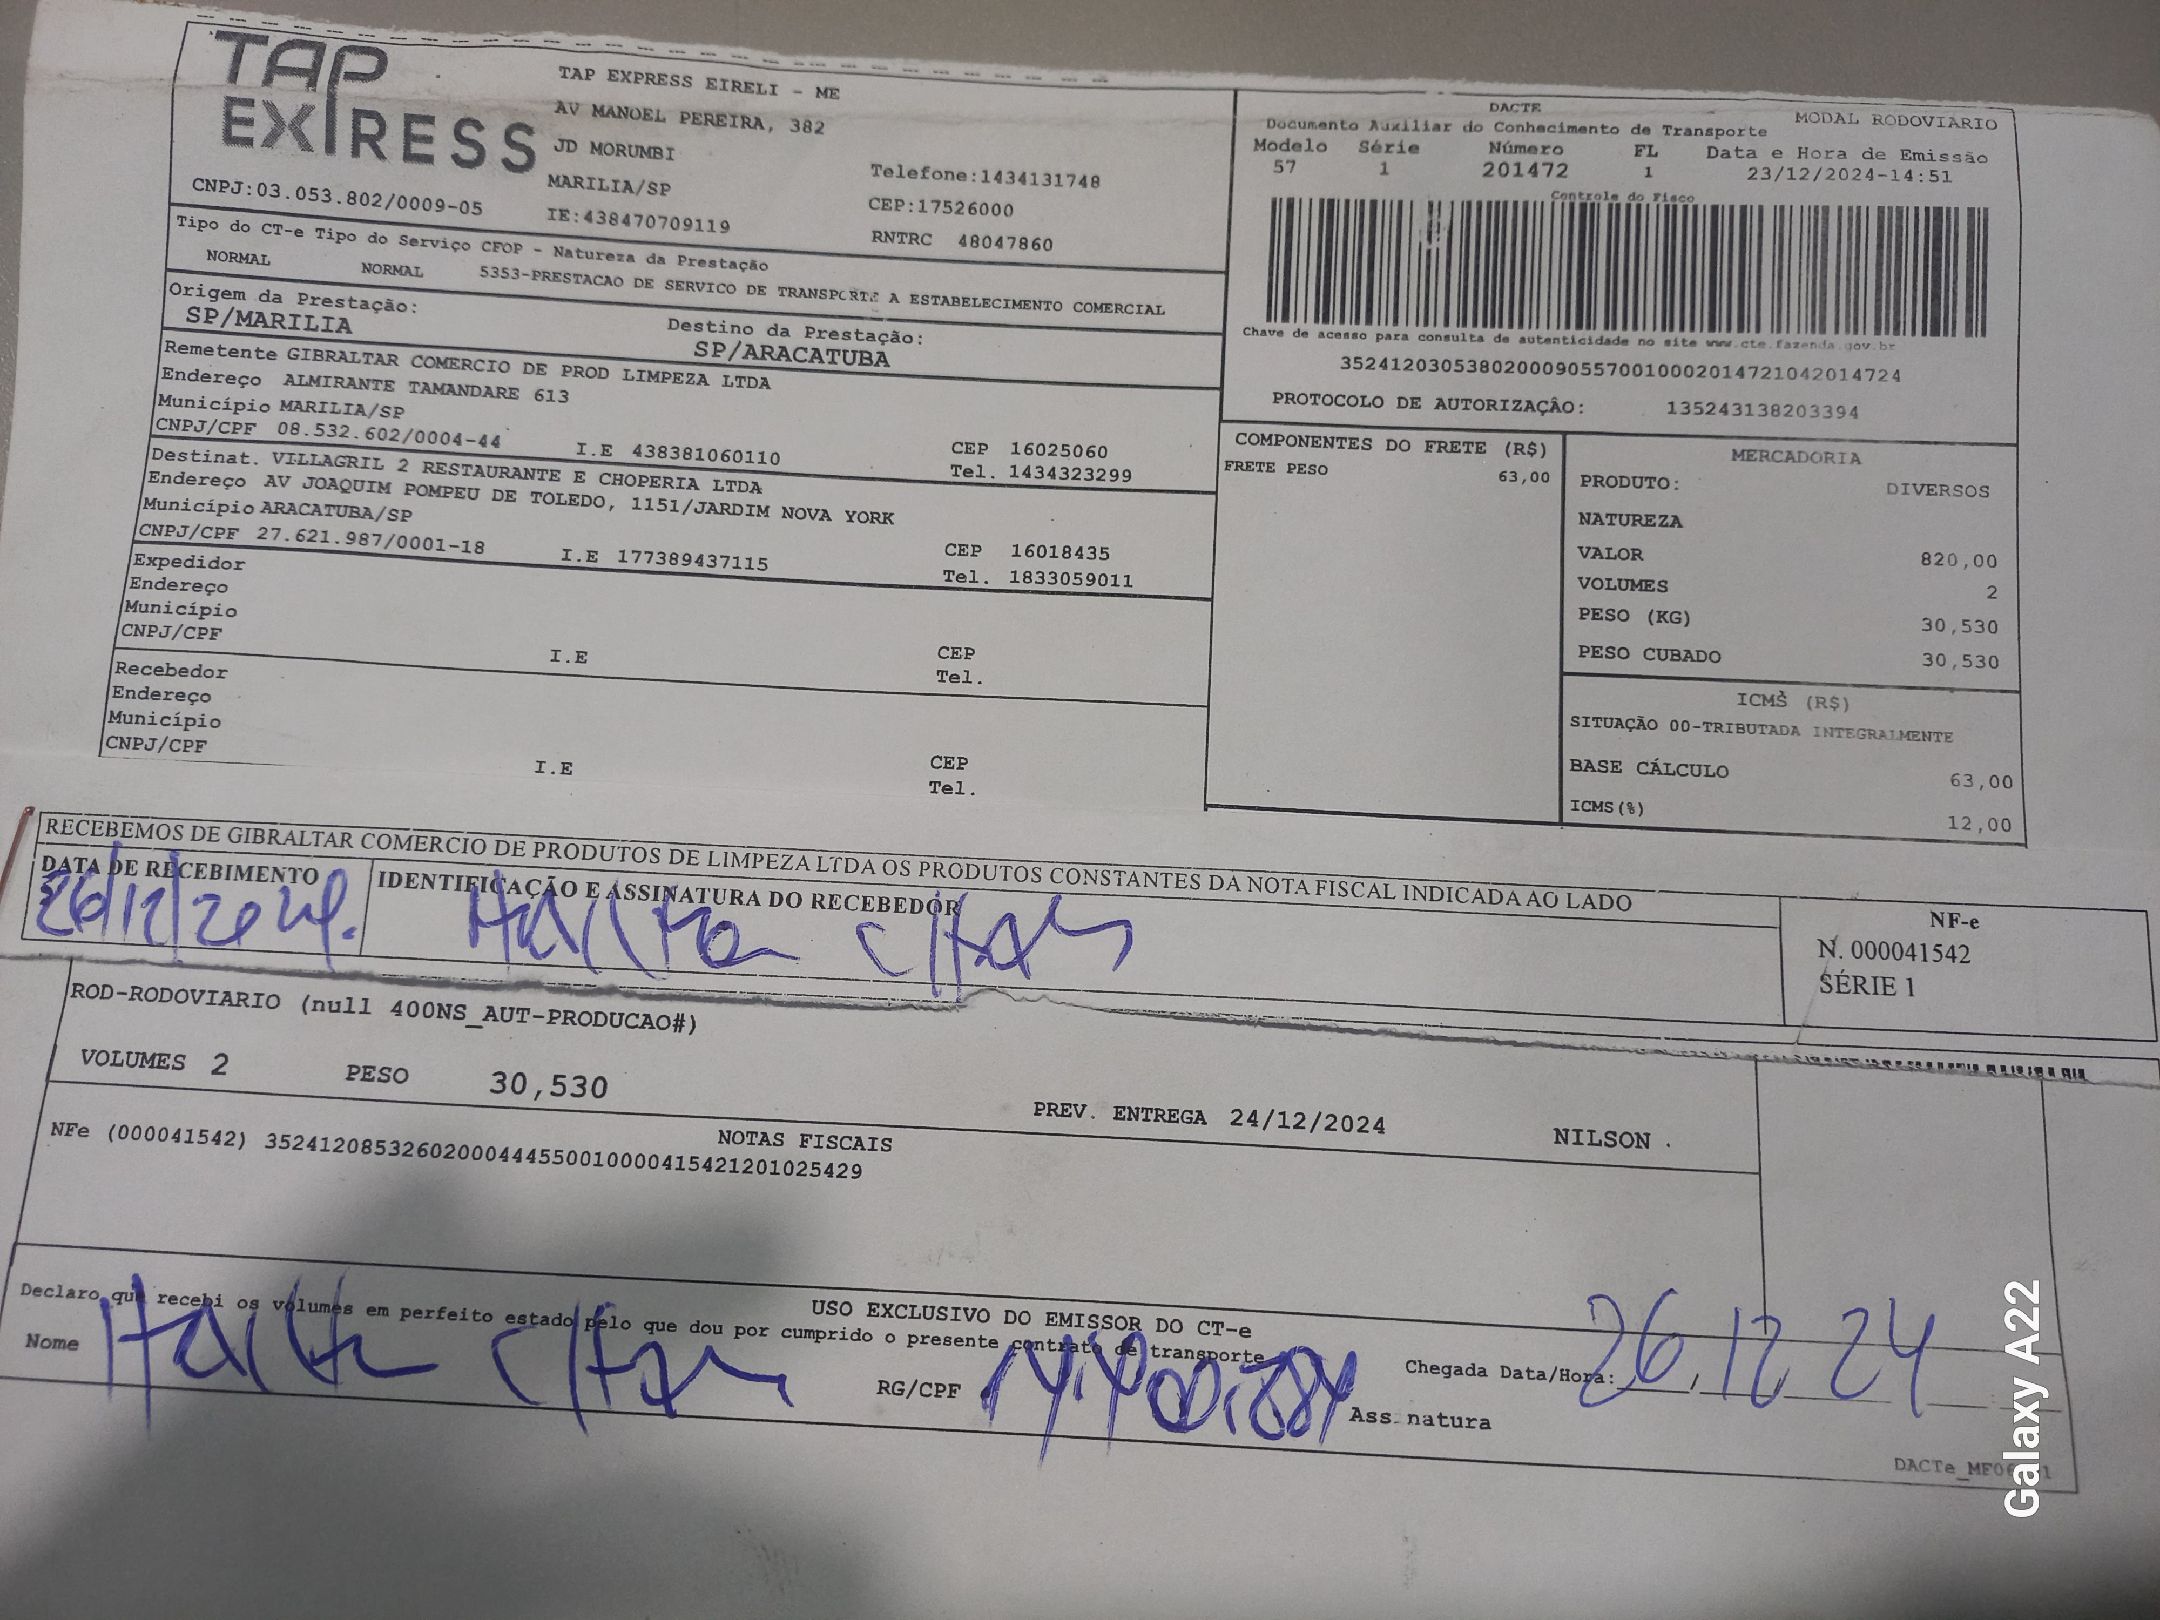 TAP EXPRESS
TAP EXPRESS EIRELI - ME
AV MANOEL PEREIRA, 382
JD MORUMBI
MARILIA/SP
Telefone:1434131748
CNPJ:03.053.802/0009-05
IE:438470709119
CEP:17526000
RNTRC 48047860
DACTE
MODAL RODOVIÁRIO
Documento Auxiliar do Conhecimento de Transporte
Modelo Série Número FL Data e Hora de Emissão
57 1 201472 1 23/12/2024-14:51
Controle do Fisco
Chave de acesso para consulta de autenticidade no site www.cte.fazenda.gov.br
35241203053802000905570010002014721042014724
PROTOCOLO DE AUTORIZAÇÂO: 135243138203394
Tipo do CT-e Tipo do Serviço CFOP - Natureza da Prestação
NORMAL NORMAL 5353-PRESTACAO DE SERVICO DE TRANSPORTE A ESTABELECIMENTO COMERCIAL
Origem da Prestação:
SP/MARILIA
Destino da Prestação:
SP/ARACATUBA
Remetente GIBRALTAR COMERCIO DE PROD LIMPEZA LTDA
Endereço ALMIRANTE TAMANDARE 613
Município MARILIA/SP
CEP 16025060
CNPJ/CPF 08.532.602/0004-44 I.E 438381060110 Tel. 1434323299
Destinat. VILLAGRIL 2 RESTAURANTE E CHOPERIA LTDA
Endereço AV JOAQUIM POMPEU DE TOLEDO, 1151/JARDIM NOVA YORK
Município ARACATUBA/SP
CEP 16018435
CNPJ/CPF 27.621.987/0001-18 I.E 177389437115 Tel. 1833059011
Expedidor
Endereço
Município
CEP
CNPJ/CPF I.E Tel.
Recebedor
Endereço
Município
CEP
CNPJ/CPF I.E Tel.
COMPONENTES DO FRETE (R$)
FRETE PESO 63,00
MERCADORIA
PRODUTO: DIVERSOS
NATUREZA
VALOR 820,00
VOLUMES 2
PESO (KG) 30,530
PESO CUBADO 30,530
ICMS (R$)
SITUAÇÃO 00-TRIBUTADA INTEGRALMENTE
BASE CÁLCULO 63,00
ICMS(%) 12,00
RECEBEMOS DE GIBRALTAR COMERCIO DE PRODUTOS DE LIMPEZA LTDA OS PRODUTOS CONSTANTES DA NOTA FISCAL INDICADA AO LADO
DATA DE RECEBIMENTO
26/12/2024.
IDENTIFICAÇÃO E ASSINATURA DO RECEBEDOR
NF-e
N. 000041542
SÉRIE 1
ROD-RODOVIARIO (null 400NS_AUT-PRODUCAO#)
VOLUMES 2 PESO 30,530
PREV. ENTREGA 24/12/2024 NILSON .
NOTAS FISCAIS
NFe (000041542) 35241208532602000444550010000415421201025429
USO EXCLUSIVO DO EMISSOR DO CT-e
Declaro que recebi os volumes em perfeito estado pelo que dou por cumprido o presente contrato de transporte
Nome
RG/CPF
Chegada Data/Hora: 26,12 24
Assinatura
Galaxy A22